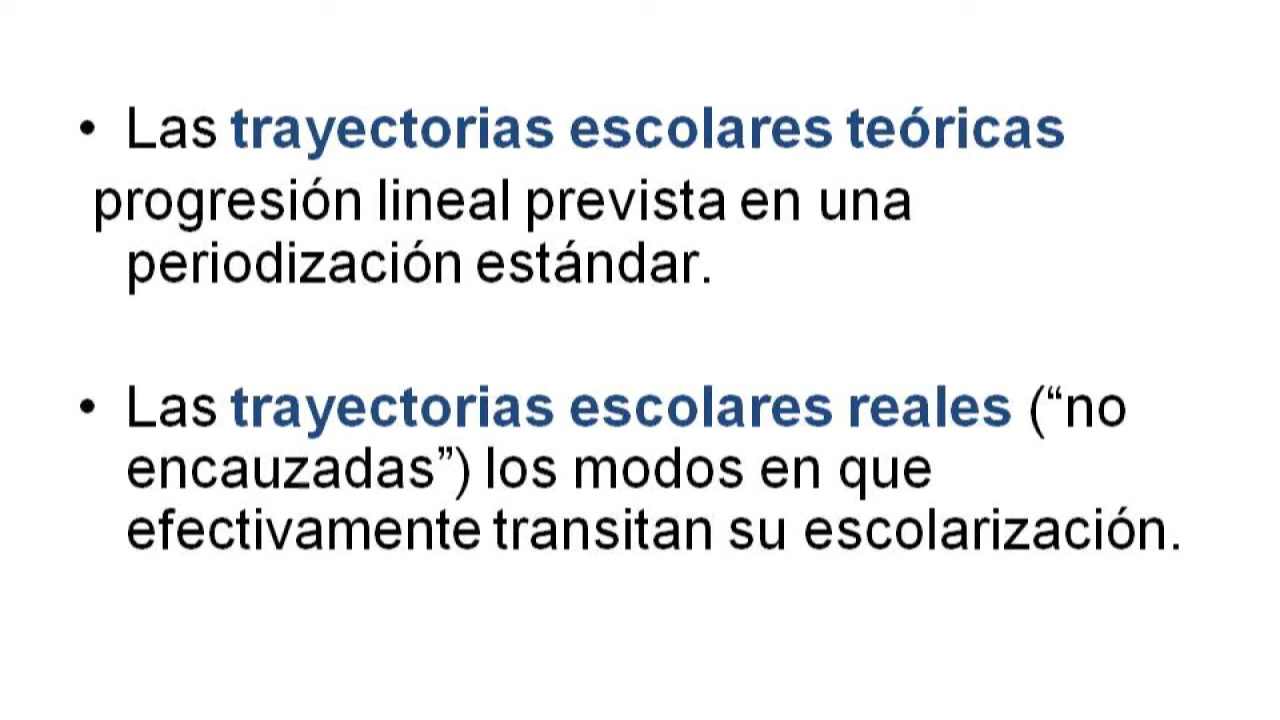 • Las trayectorias escolares teóricas
progresión lineal prevista en una
periodización estándar.
• Las trayectorias escolares reales (“no
encauzadas”) los modos en que
efectivamente transitan su escolarización.